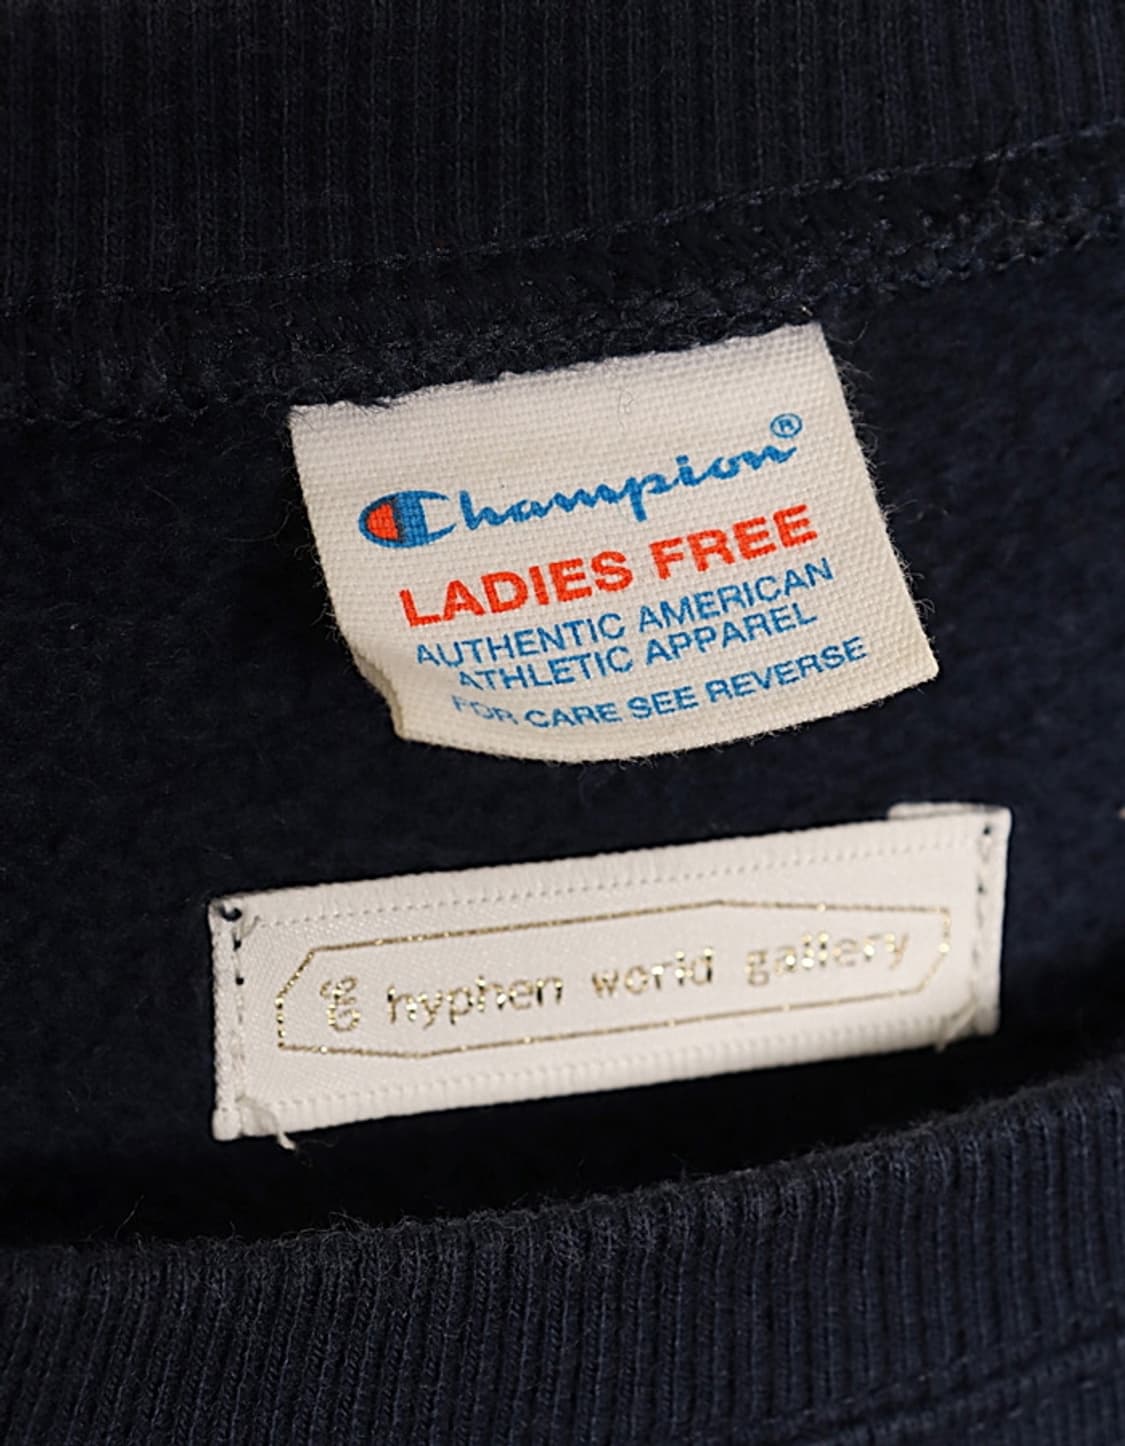 Champion®
LADIES FREE
AUTHENTIC AMERICAN
ATHLETIC APPAREL
FOR CARE SEE REVERSE
hyphen world gallery